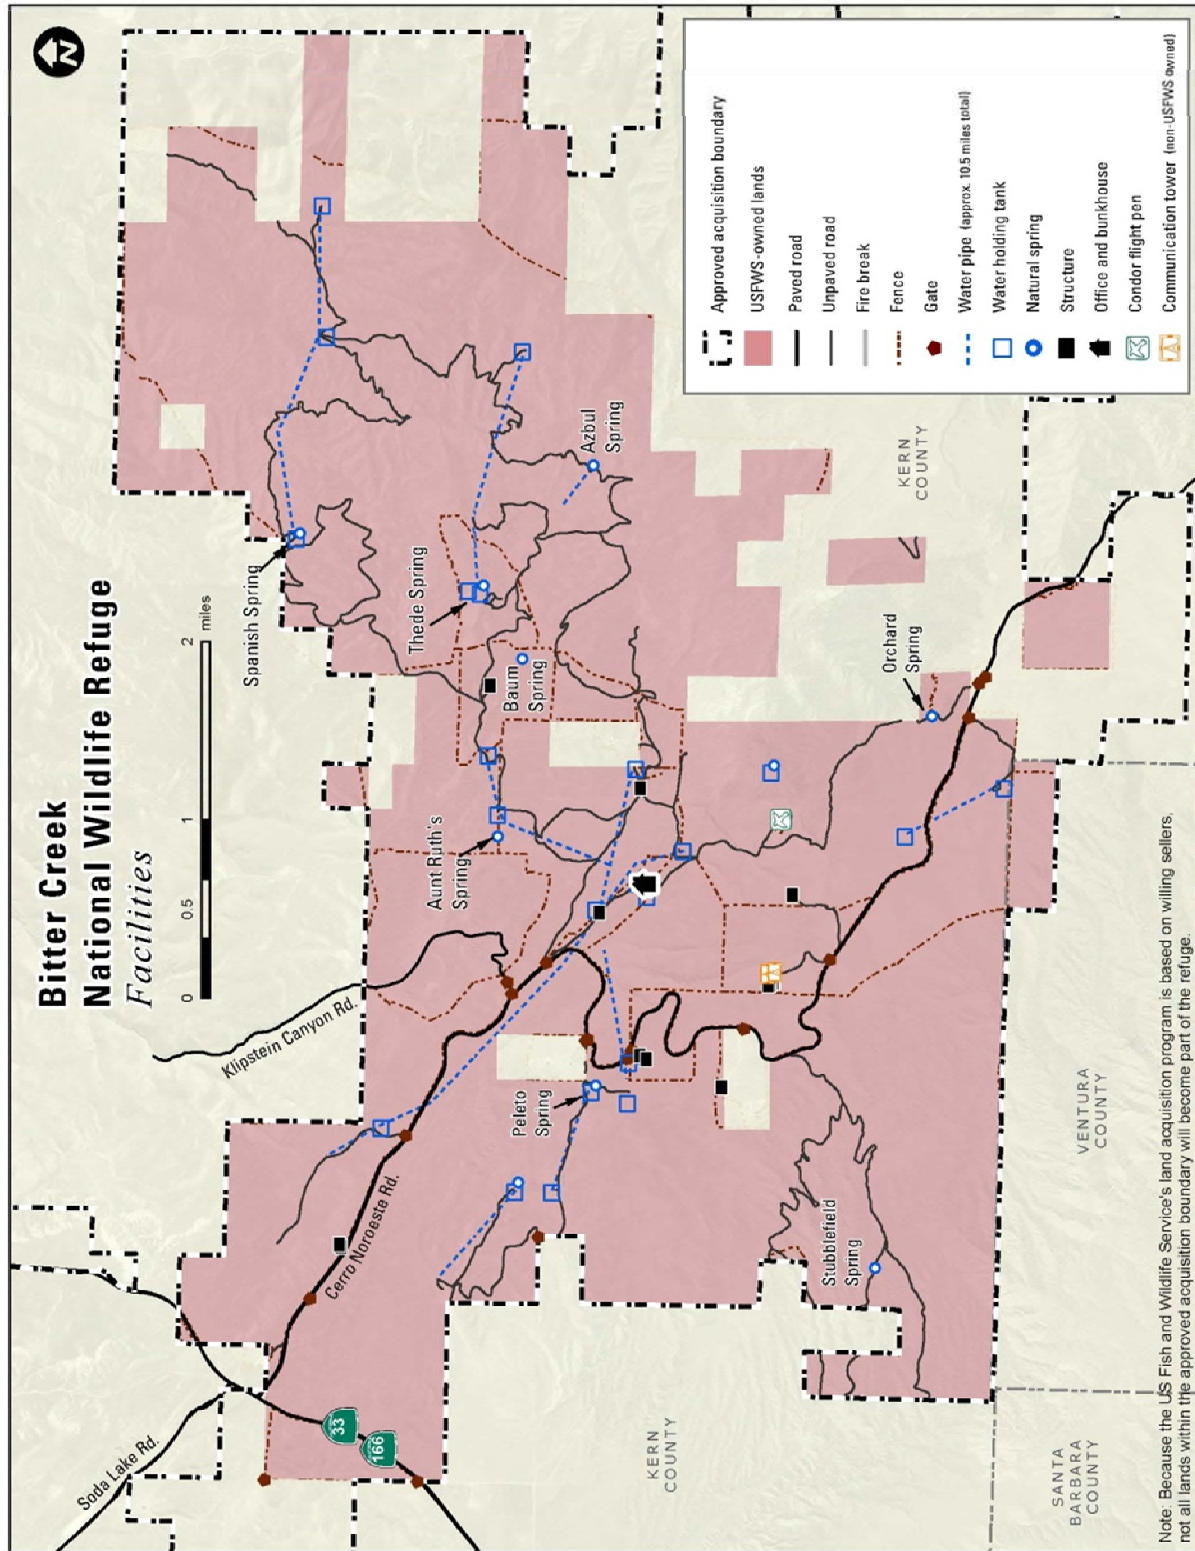 Bitter Creek
National Wildlife Refuge
Facilities
0
0.5
1
2
miles
N
Soda Lake Rd.
33
166
Cerro Noroeste Rd.
Klipstein Canyon Rd.
Spanish Spring
Thede Spring
Aunt Ruth's
Spring
Baum
Spring
Azbul
Spring
Peleto
Spring
Orchard
Spring
Stubblefield
Spring
KERN
COUNTY
KERN
COUNTY
VENTURA
COUNTY
SANTA
BARBARA
COUNTY
Approved acquisition boundary
USFWS-owned lands
Paved road
Unpaved road
Fire break
Fence
Gate
Water pipe (approx. 10.5 miles total)
Water holding tank
Natural spring
Structure
Office and bunkhouse
Condor flight pen
Communication tower (non-USFWS owned)
Note: Because the US Fish and Wildlife Service's land acquisition program is based on willing sellers,
not all lands within the approved acquisition boundary will become part of the refuge.